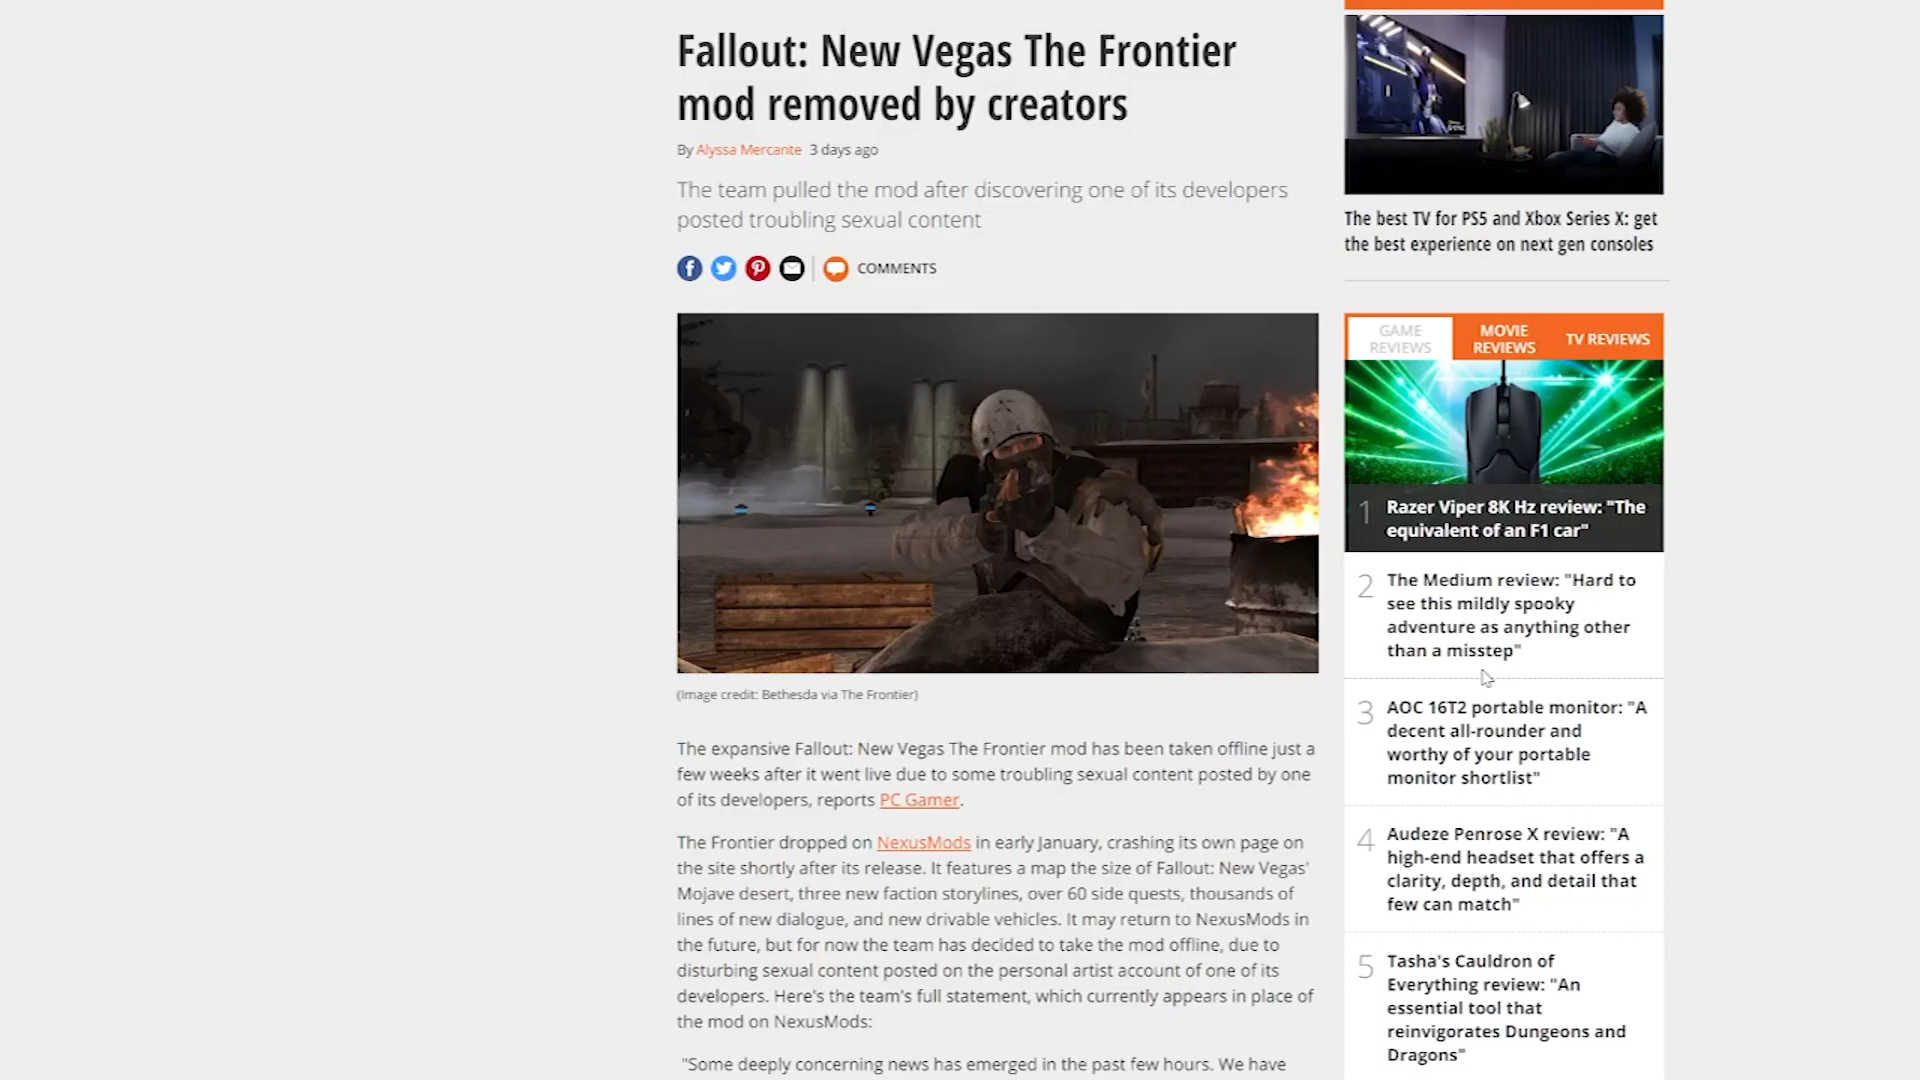 Fallout: New Vegas The Frontier
mod removed by creators
By Alyssa Mercante 3 days ago
The team pulled the mod after discovering one of its developers
posted troubling sexual content
COMMENTS
(Image credit: Bethesda via The Frontier)
The expansive Fallout: New Vegas The Frontier mod has been taken offline just a
few weeks after it went live due to some troubling sexual content posted by one
of its developers, reports PC Gamer.
The Frontier dropped on NexusMods in early January, crashing its own page on
the site shortly after its release. It features a map the size of Fallout: New Vegas'
Mojave desert, three new faction storylines, over 60 side quests, thousands of
lines of new dialogue, and new drivable vehicles. It may return to NexusMods in
the future, but for now the team has decided to take the mod offline, due to
disturbing sexual content posted on the personal artist account of one of its
developers. Here's the team's full statement, which currently appears in place of
the mod on NexusMods:
"Some deeply concerning news has emerged in the past few hours. We have
The best TV for PS5 and Xbox Series X: get
the best experience on next gen consoles
GAME
REVIEWS
MOVIE
REVIEWS
TV REVIEWS
1 Razer Viper 8K Hz review: "The
equivalent of an F1 car"
2 The Medium review: "Hard to
see this mildly spooky
adventure as anything other
than a misstep"
3 AOC 16T2 portable monitor: "A
decent all-rounder and
worthy of your portable
monitor shortlist"
4 Audeze Penrose X review: "A
high-end headset that offers a
clarity, depth, and detail that
few can match"
5 Tasha's Cauldron of
Everything review: "An
essential tool that
reinvigorates Dungeons and
Dragons"